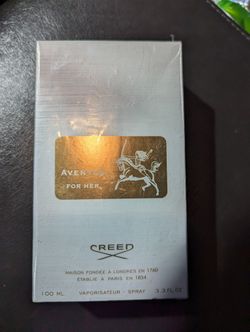 AVENTUS
FOR HER
CREED
MAISON FONDÉE A LONDRES EN 1760
ÉTABLIE A PARIS EN 1854
100 ML VAPORISATEUR - SPRAY 3.3 FL.OZ